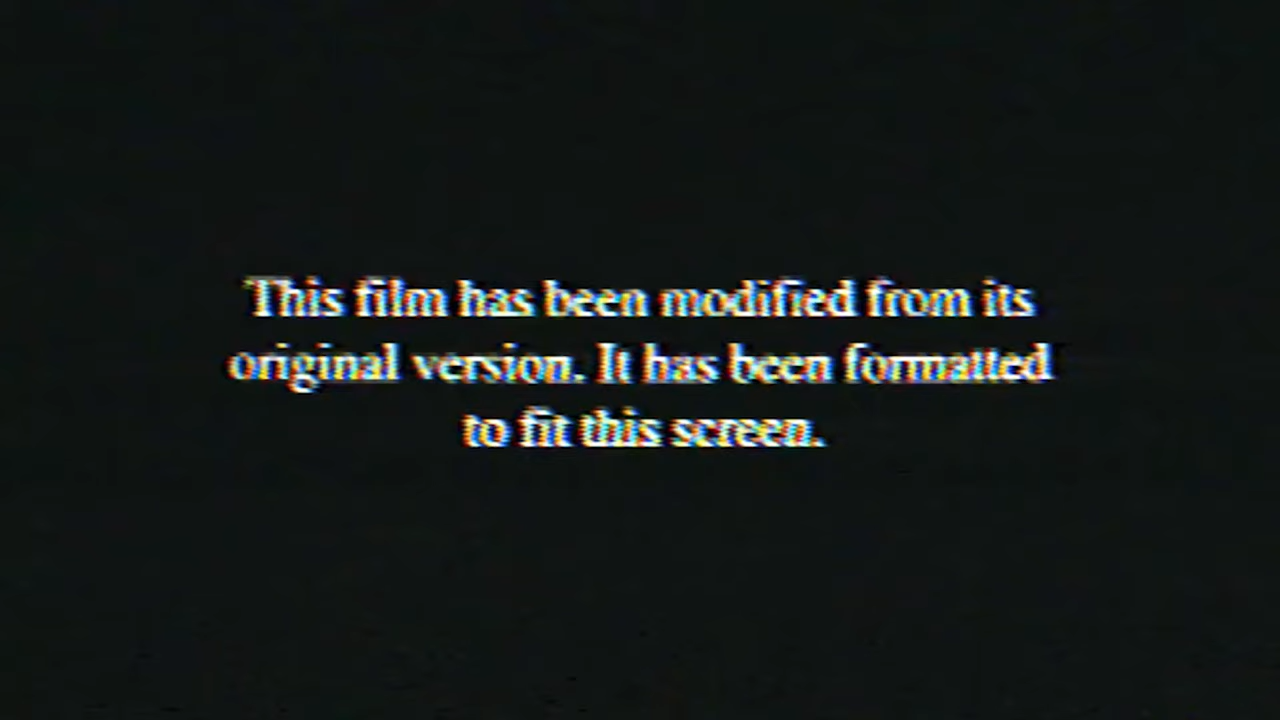 This film has been modified from its
original version. It has been formatted
to fit this screen.